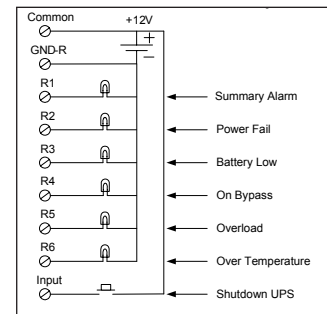 Common
+12V
+
GND-R
−
R1
Summary Alarm
R2
Power Fail
R3
Battery Low
R4
On Bypass
R5
Overload
R6
Over Temperature
Input
Shutdown UPS